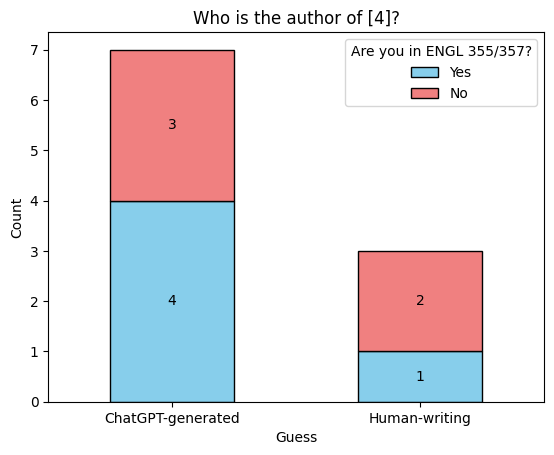 Who is the author of [4]?
Are you in ENGL 355/357?
Yes
No
Count
7
6
5
4
3
2
1
0
3
4
2
1
ChatGPT-generated
Human-writing
Guess